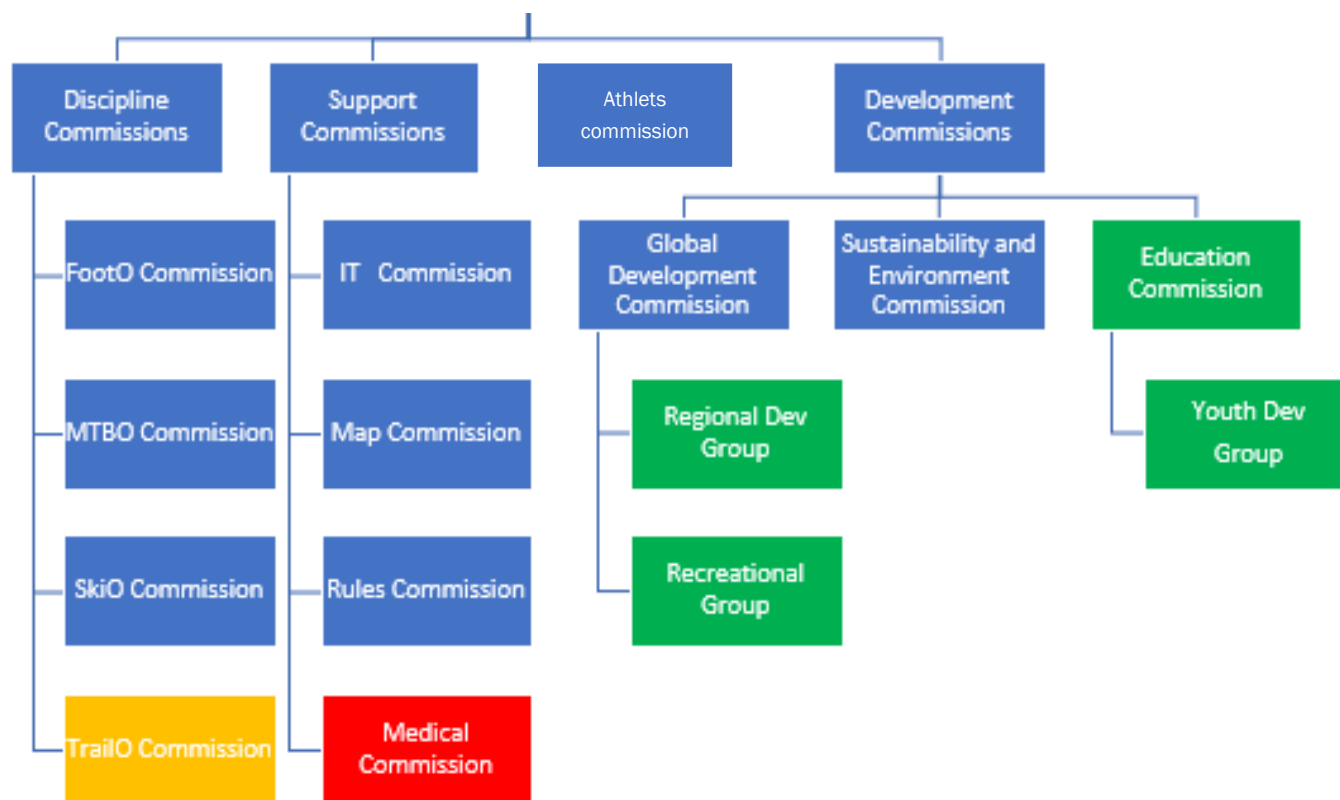 Discipline
Commissions
Support
Commissions
Athlets
commission
Development
Commissions
FootO Commission
IT Commission
Global
Development
Commission
Sustainability and
Environment
Commission
Education
Commission
MTBO Commission
Map Commission
Regional Dev
Group
Youth Dev
Group
SkiO Commission
Rules Commission
Recreational
Group
TrailO Commission
Medical
Commission